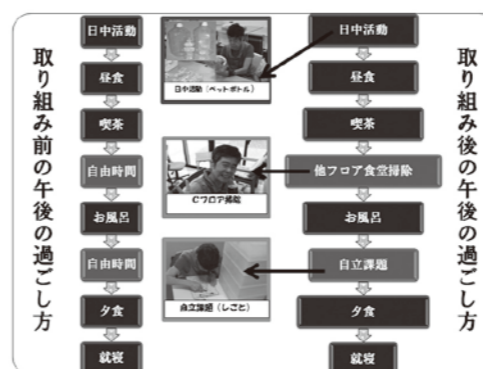 取り組み前の午後の過ごし方
日中活動
昼食
喫茶
自由時間
お風呂
自由時間
夕食
就寝
日中活動（ペットボトル）
Cフロア掃除
自立課題（しごと）
日中活動
昼食
喫茶
他フロア食堂掃除
お風呂
自立課題
夕食
就寝
取り組み後の午後の過ごし方